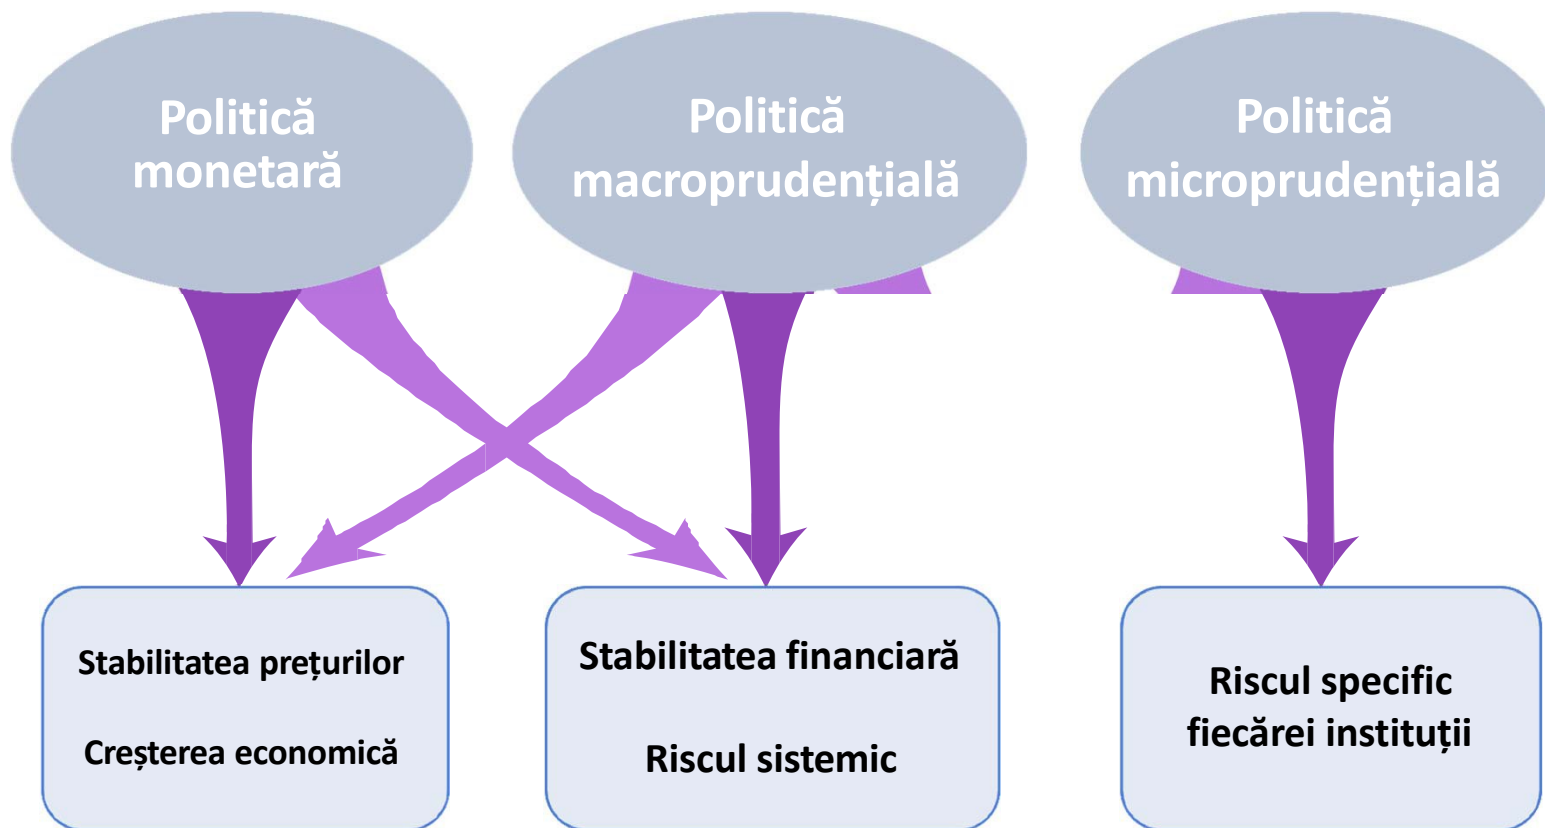 Politică
monetară
Politică
macroprudențială
Politică
microprudențială
Stabilitatea prețurilor
Creșterea economică
Stabilitatea financiară
Riscul sistemic
Riscul specific
fiecărei instituții